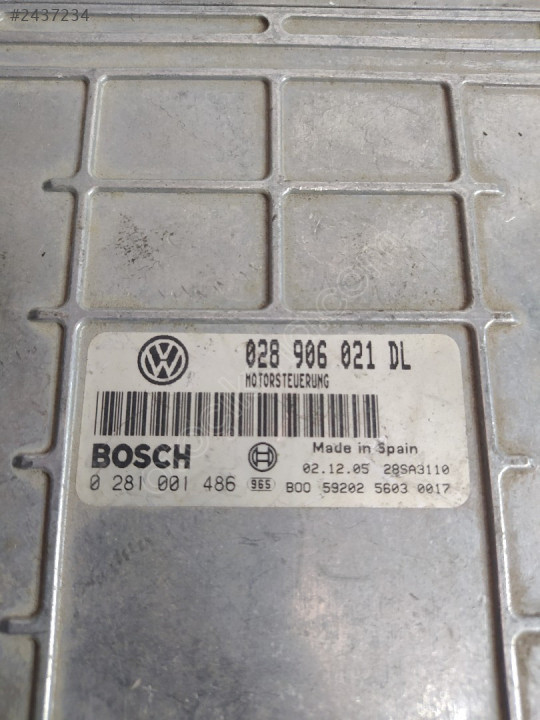 #2437234
028 906 021 DL
MOTORSTEUERUNG
BOSCH
Made in Spain
02.12.05 28SA3110
0 281 001 486 965 B00 59202 5603 0017